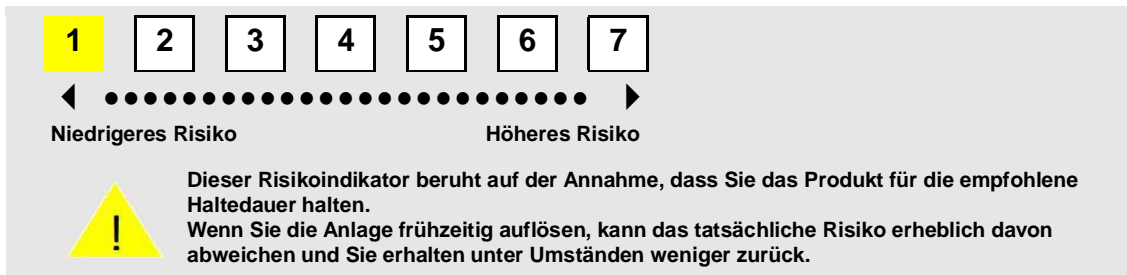 1 2 3 4 5 6 7
Niedrigeres Risiko Höheres Risiko
Dieser Risikoindikator beruht auf der Annahme, dass Sie das Produkt für die empfohlene
Haltedauer halten.
! Wenn Sie die Anlage frühzeitig auflösen, kann das tatsächliche Risiko erheblich davon
abweichen und Sie erhalten unter Umständen weniger zurück.